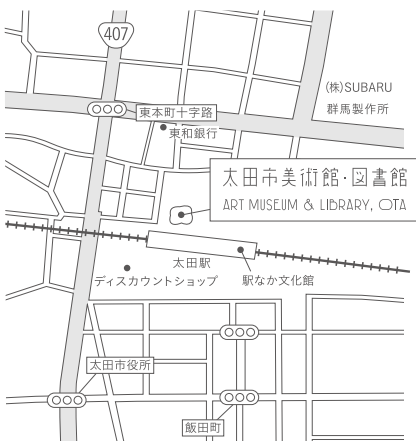 407
(株)SUBARU
群馬製作所
東本町十字路
東和銀行
太田市美術館・図書館
ART MUSEUM & LIBRARY, OTA
太田駅
駅なか文化館
ディスカウントショップ
太田市役所
飯田町